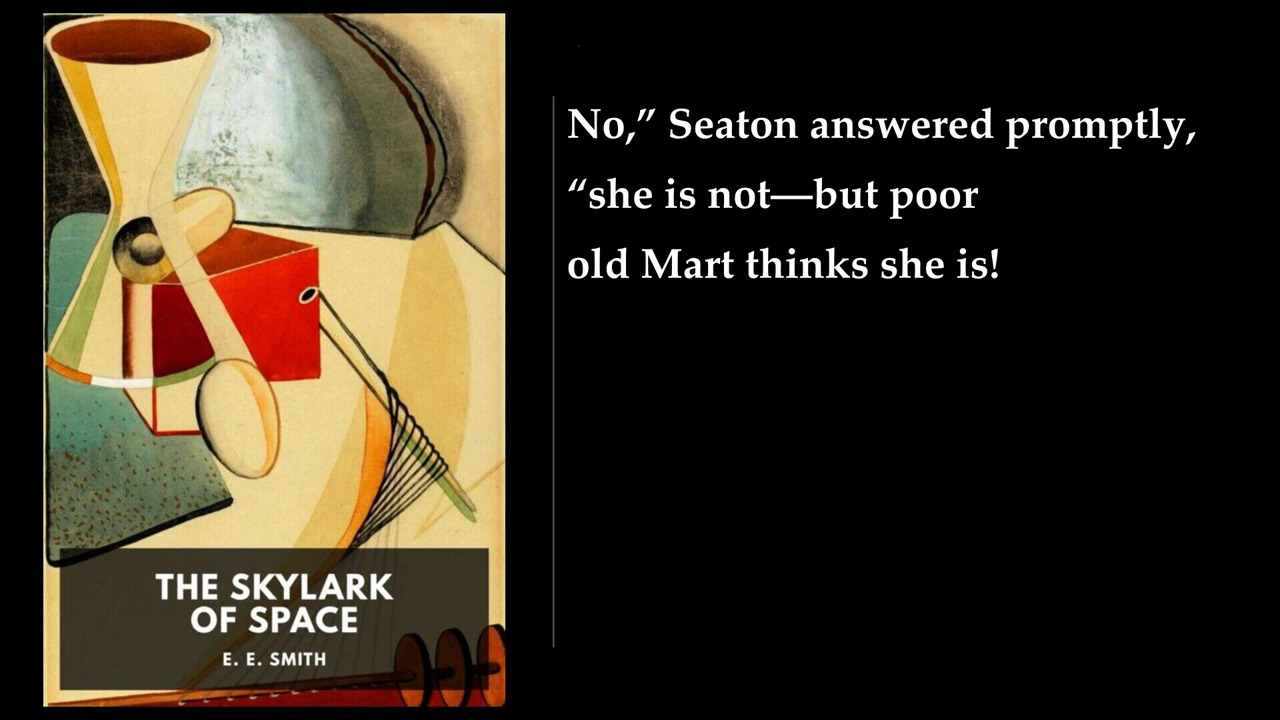 THE SKYLARK
OF SPACE
E. E. SMITH
No,” Seaton answered promptly,
“she is not—but poor
old Mart thinks she is!